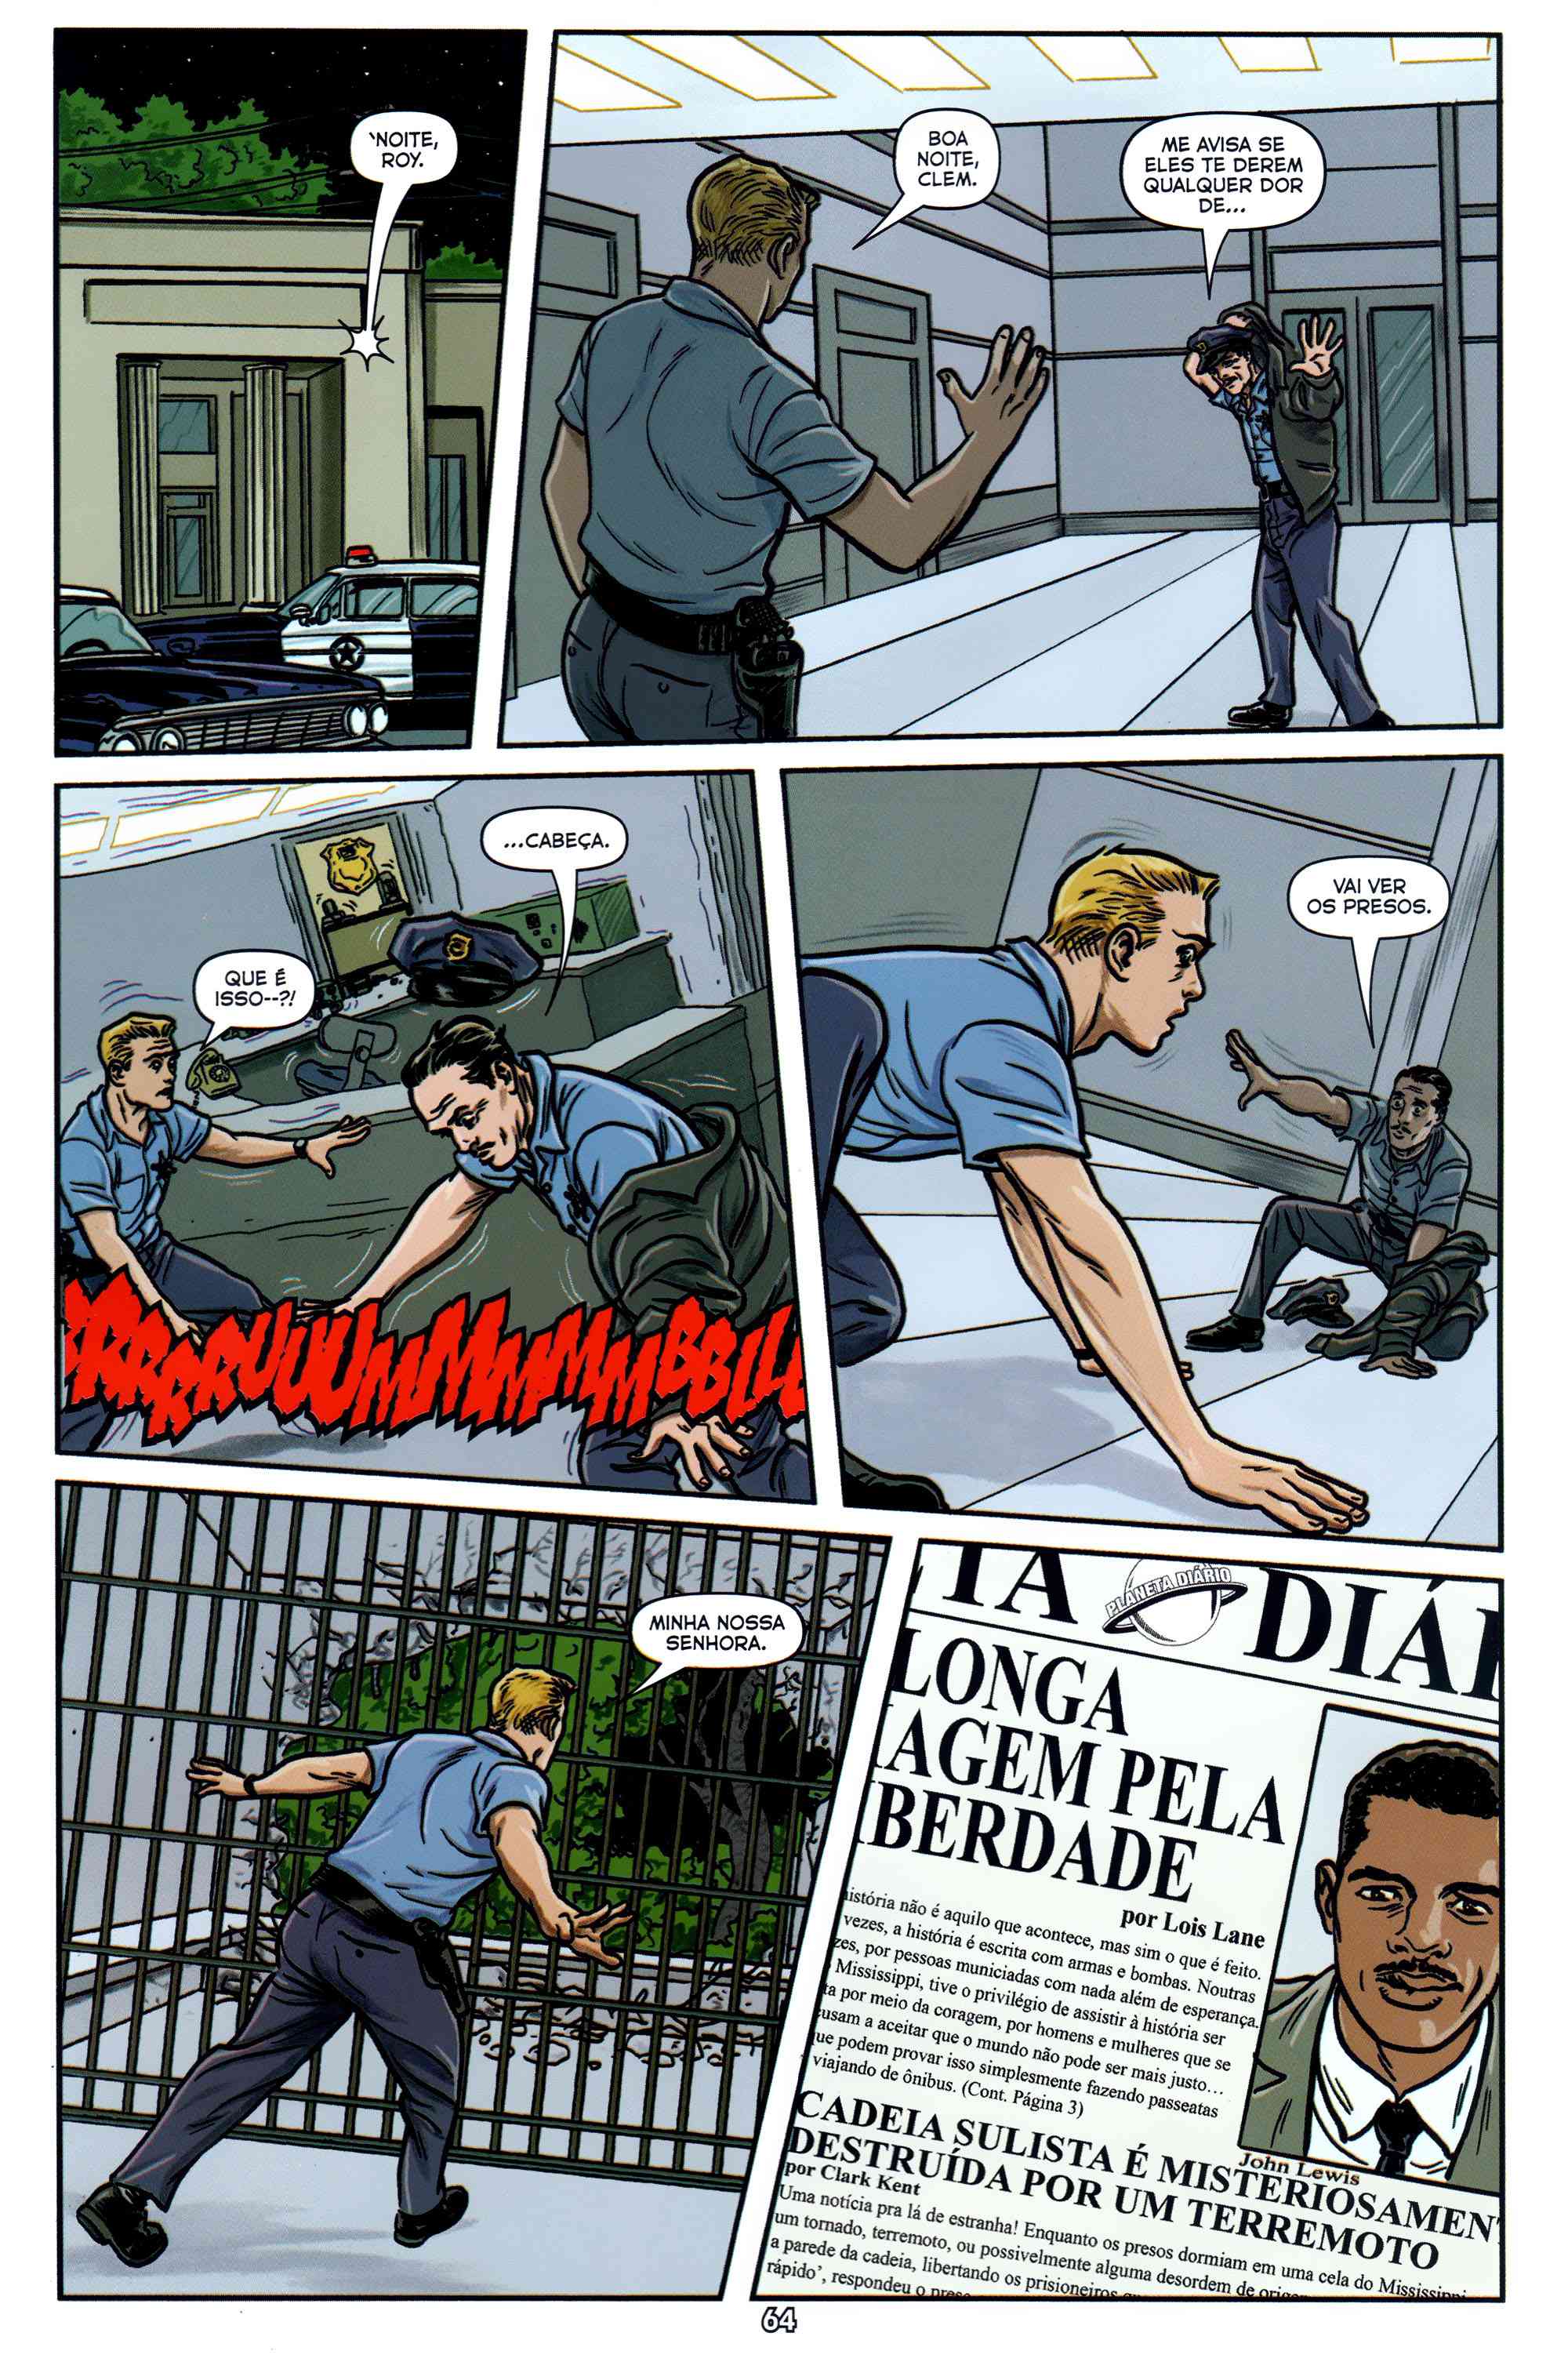 'NOITE,
ROY.
BOA
NOITE,
CLEM.
ME AVISA SE
ELES TE DEREM
QUALQUER DOR
DE...
...CABEÇA.
QUE É
ISSO--?!
RRRRRUUUUMMMMMMBBLL
VAI VER
OS PRESOS.
MINHA NOSSA
SENHORA.
TA PLANETA DIÁRIO DIÁ
LONGA
AGEM PELA
BERDADE
por Lois Lane
istória não é aquilo que acontece, mas sim o que é feito.
vezes, a história é escrita com armas e bombas. Noutras
zes, por pessoas municiadas com nada além de esperança.
Mississippi, tive o privilégio de assistir à história ser
ta por meio da coragem, por homens e mulheres que se
usam a aceitar que o mundo não pode ser mais justo...
ue podem provar isso simplesmente fazendo passeatas
viajando de ônibus. (Cont. Página 3)
John Lewis
CADEIA SULISTA É MISTERIOSAMEN
DESTRUÍDA POR UM TERREMOTO
por Clark Kent
Uma notícia pra lá de estranha! Enquanto os presos dormiam em uma cela do Mississippi,
um tornado, terremoto, ou possivelmente alguma desordem de
a parede da cadeia, libertando os prisioneiros
rápido', respondeu o
64